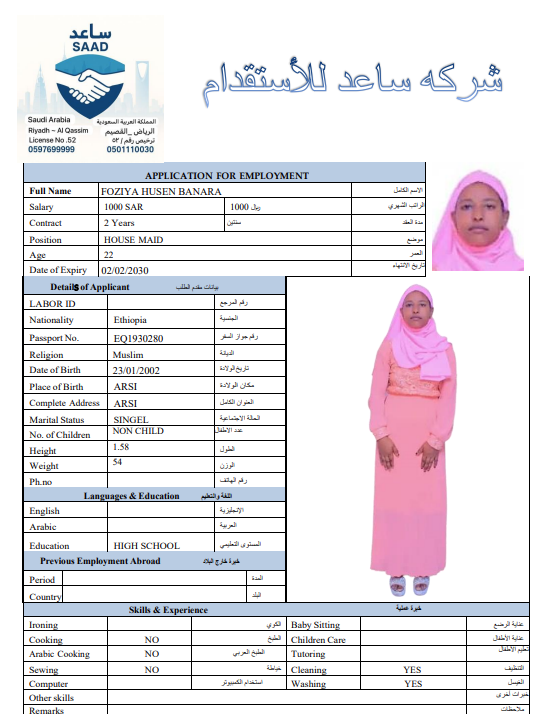 ساعد
SAAD
Saudi Arabia
المملكة العربية السعودية
Riyadh ~ Al Qassim
الرياض _القصيم
License No .52
ترخيص رقم / ٥٢
0597699999
0501110030
شركه ساعد للأستقدام
APPLICATION FOR EMPLOYMENT
Full Name FOZIYA HUSEN BANARA الاسم الكامل
Salary 1000 SAR 1000 ريال الراتب الشهري
Contract 2 Years سنتين مدة العقد
Position HOUSE MAID موضع
Age 22 العمر
Date of Expiry 02/02/2030 تاريخ الانتهاء
Details of Applicant بيانات مقدم الطلب
LABOR ID رقم المرجع
Nationality Ethiopia الجنسية
Passport No. EQ1930280 رقم جواز السفر
Religion Muslim الديانة
Date of Birth 23/01/2002 تاريخ الولادة
Place of Birth ARSI مكان الولادة
Complete Address ARSI العنوان الكامل
Marital Status SINGEL الحالة الاجتماعية
No. of Children NON CHILD عدد الاطفال
Height 1.58 الطول
Weight 54 الوزن
Ph.no رقم الهاتف
Languages & Education اللغة والتعليم
English الإنجليزية
Arabic العربية
Education HIGH SCHOOL المستوى التعليمي
Previous Employment Abroad خبرة خارج البلاد
Period المدة
Country البلد
Skills & Experience خبرة عملية
Ironing الكوي Baby Sitting عناية الرضع
Cooking NO الطبخ Children Care عناية الأطفال
Arabic Cooking NO الطبخ العربي Tutoring تعليم الاطفال
Sewing NO خياطة Cleaning YES التنظيف
Computer استخدام الكمبيوتر Washing YES الغسيل
Other skills خبرات أخرى
Remarks ملاحظات